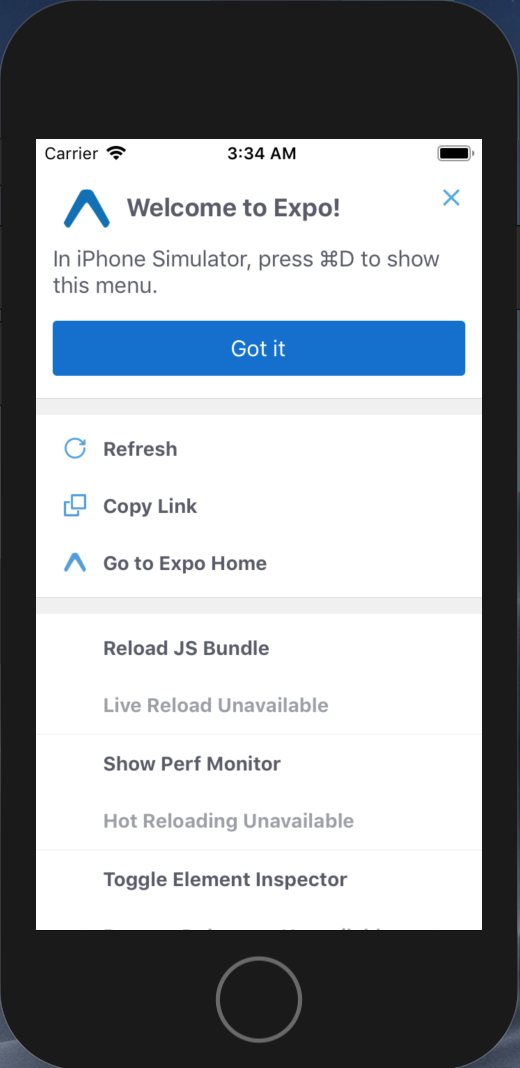 Carrier 3:34 AM
Welcome to Expo!
In iPhone Simulator, press ⌘D to show
this menu.
Got it
Refresh
Copy Link
Go to Expo Home
Reload JS Bundle
Live Reload Unavailable
Show Perf Monitor
Hot Reloading Unavailable
Toggle Element Inspector